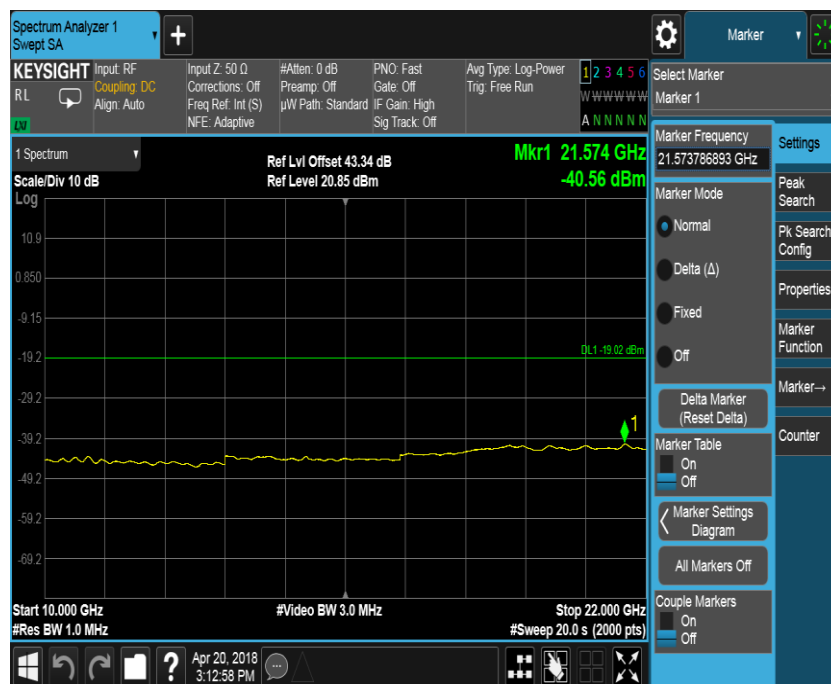 Spectrum Analyzer 1
Swept SA
+
Marker
KEYSIGHT
RL
LXI
Input: RF
Coupling: DC
Align: Auto
Input Z: 50 Ω
Corrections: Off
Freq Ref: Int (S)
NFE: Adaptive
#Atten: 0 dB
Preamp: Off
µW Path: Standard
PNO: Fast
Gate: Off
IF Gain: High
Sig Track: Off
Avg Type: Log-Power
Trig: Free Run
1 2 3 4 5 6
W W W W W W
A N N N N N
Select Marker
Marker 1
1 Spectrum
Scale/Div 10 dB
Log
Ref Lvl Offset 43.34 dB
Ref Level 20.85 dBm
Mkr1 21.574 GHz
-40.56 dBm
10.9
0.850
-9.15
-19.2
-29.2
-39.2
-49.2
-59.2
-69.2
DL1 -19.02 dBm
1
Start 10.000 GHz
#Res BW 1.0 MHz
#Video BW 3.0 MHz
Stop 22.000 GHz
#Sweep 20.0 s (2000 pts)
Marker Frequency
21.573786893 GHz
Marker Mode
Normal
Delta (Δ)
Fixed
Off
Delta Marker
(Reset Delta)
Marker Table
On
Off
Marker Settings
Diagram
All Markers Off
Couple Markers
On
Off
Settings
Peak
Search
Pk Search
Config
Properties
Marker
Function
Marker→
Counter
?
Apr 20, 2018
3:12:58 PM